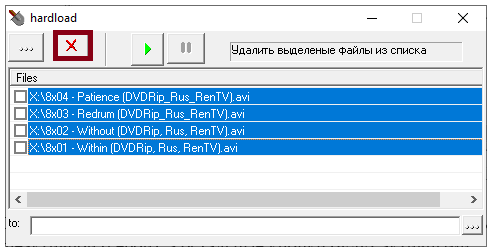 hardload
...
Удалить выделеные файлы из списка
Files
X:\8x04 - Patience (DVDRip_Rus_RenTV).avi
X:\8x03 - Redrum (DVDRip_Rus_RenTV).avi
X:\8x02 - Without (DVDRip, Rus, RenTV).avi
X:\8x01 - Within (DVDRip, Rus, RenTV).avi
to:
...